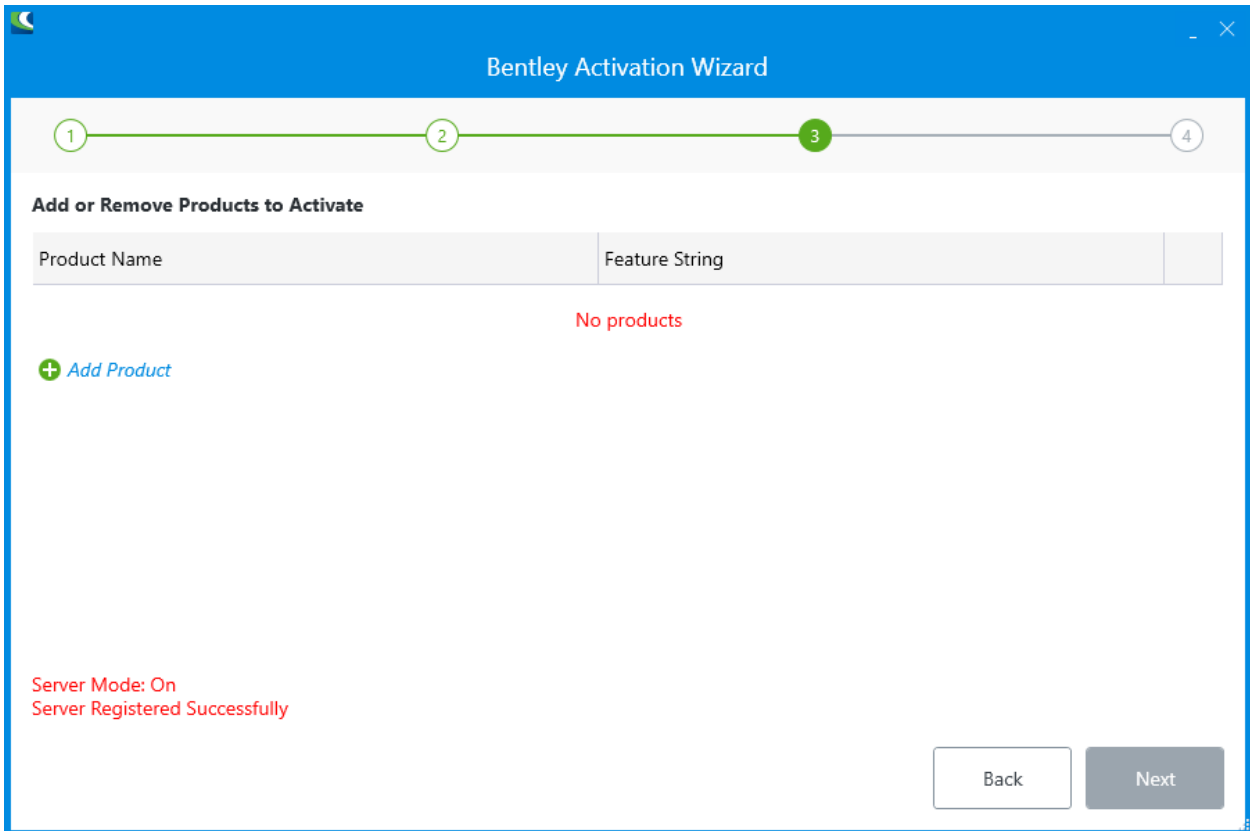 Bentley Activation Wizard
1 2 3 4
Add or Remove Products to Activate
Product Name Feature String
No products
Add Product
Server Mode: On
Server Registered Successfully
Back Next